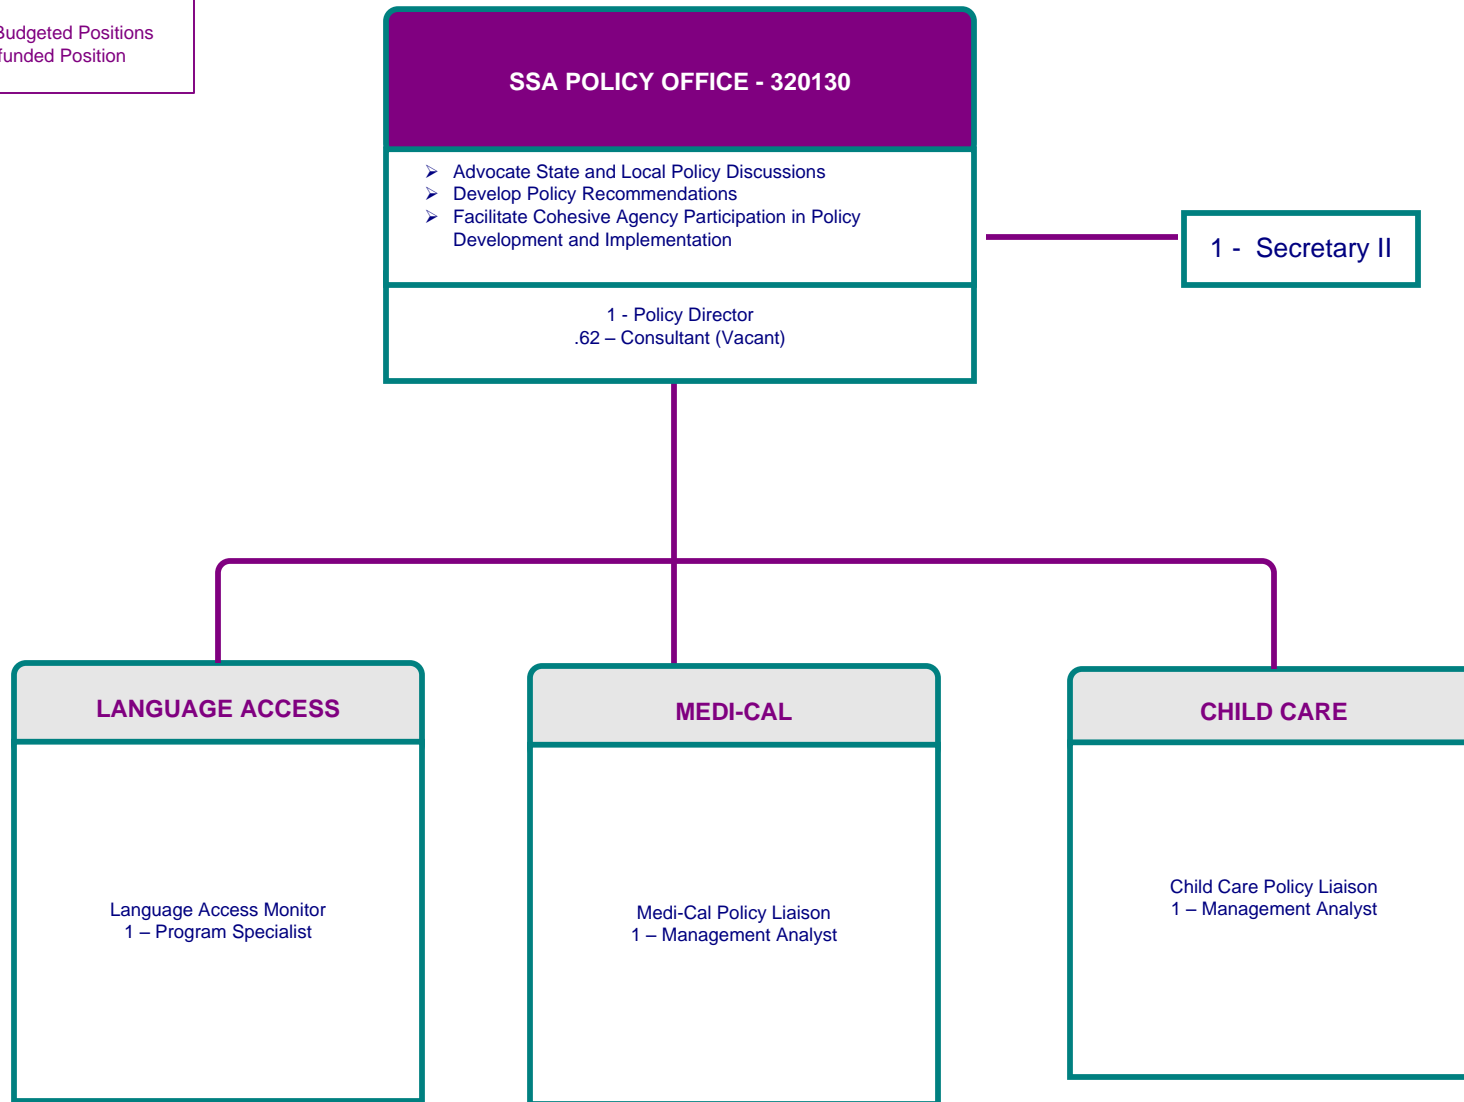 Budgeted Positions
funded Position
SSA POLICY OFFICE - 320130
➢ Advocate State and Local Policy Discussions
➢ Develop Policy Recommendations
➢ Facilitate Cohesive Agency Participation in Policy
Development and Implementation
1 - Secretary II
1 - Policy Director
.62 – Consultant (Vacant)
LANGUAGE ACCESS
Language Access Monitor
1 – Program Specialist
MEDI-CAL
Medi-Cal Policy Liaison
1 – Management Analyst
CHILD CARE
Child Care Policy Liaison
1 – Management Analyst